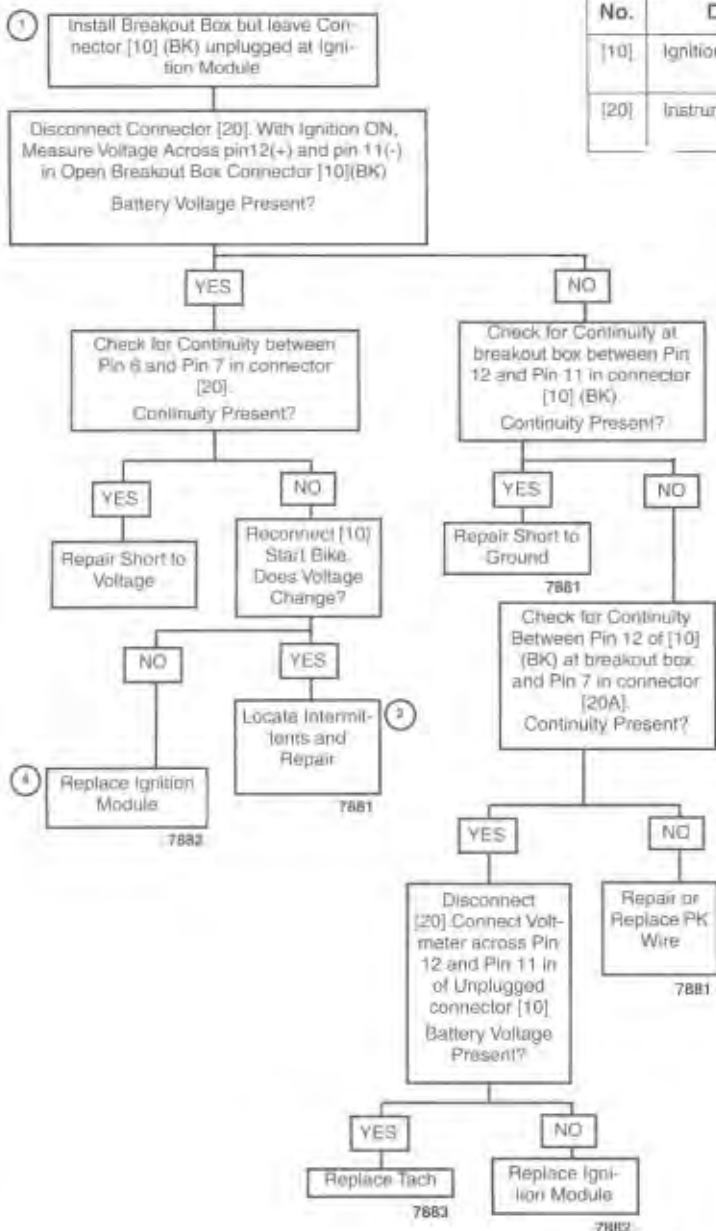 1
Install Breakout Box but leave Con-
nector [10] (BK) unplugged at Igni-
tion Module
No.
[10]
Ignition
[20]
Disconnect Connector [20]. With Ignition ON,
Measure Voltage Across pin12(+) and pin 11(-)
in Open Breakout Box Connector [10](BK)
Battery Voltage Present?
YES
NO
Check for Continuity between
Pin 6 and Pin 7 in connector
[20].
Continuity Present?
Check for Continuity at
breakout box between Pin
12 and Pin 11 in connector
[10] (BK)
Continuity Present?
YES
NO
YES
NO
Repair Short to
Voltage
Reconnect [10]
Start Bike.
Does Voltage
Change?
Repair Short to
Ground
7881
NO
YES
Check for Continuity
Between Pin 12 of [10]
(BK) at breakout box
and Pin 7 in connector
[20A].
Continuity Present?
Locate Intermit-
tents and
Repair
7881
4
Replace Ignition
Module
7882
YES
NO
Disconnect
[20] Connect Volt-
meter across Pin
12 and Pin 11 in
of Unplugged
connector [10]
Battery Voltage
Present?
Repair or
Replace PK
Wire
7881
YES
NO
Replace Tach
7883
Replace Igni-
tion Module
7882